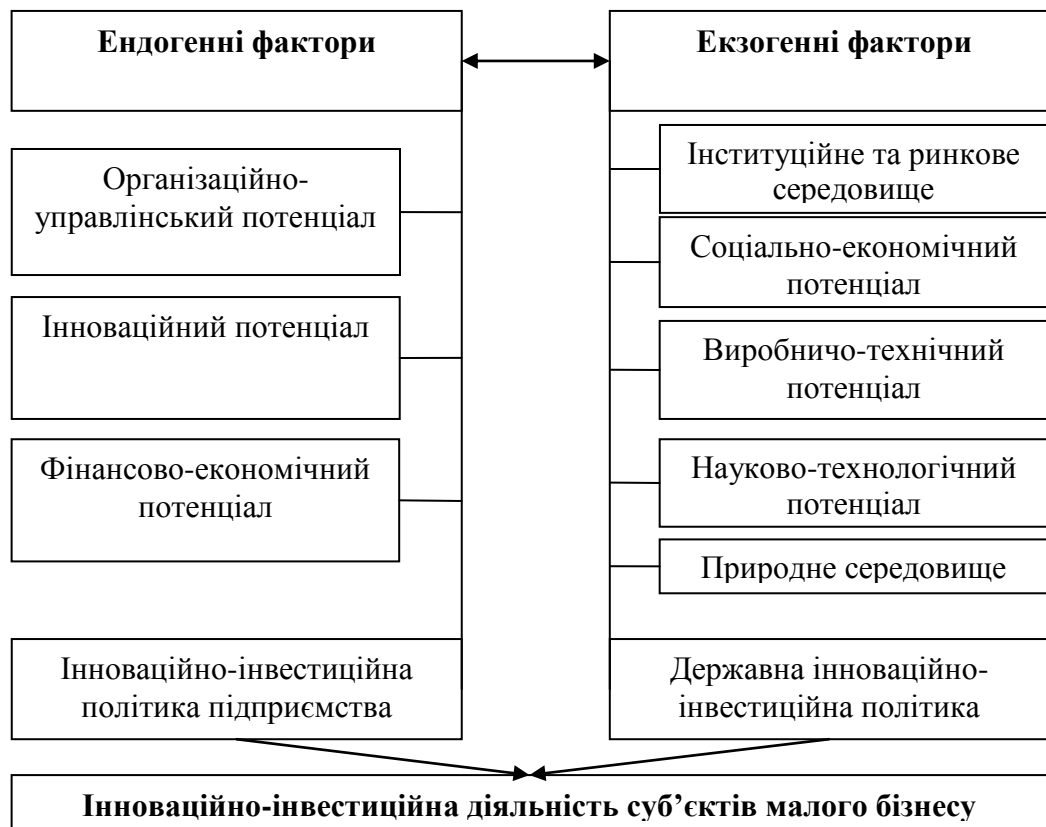 Ендогенні фактори
Екзогенні фактори
Організаційно-
управлінський потенціал
Інноваційний потенціал
Фінансово-економічний
потенціал
Інноваційно-інвестиційна
політика підприємства
Інституційне та ринкове
середовище
Соціально-економічний
потенціал
Виробничо-технічний
потенціал
Науково-технологічний
потенціал
Природне середовище
Державна інноваційно-
інвестиційна політика
Інноваційно-інвестиційна діяльність суб’єктів малого бізнесу